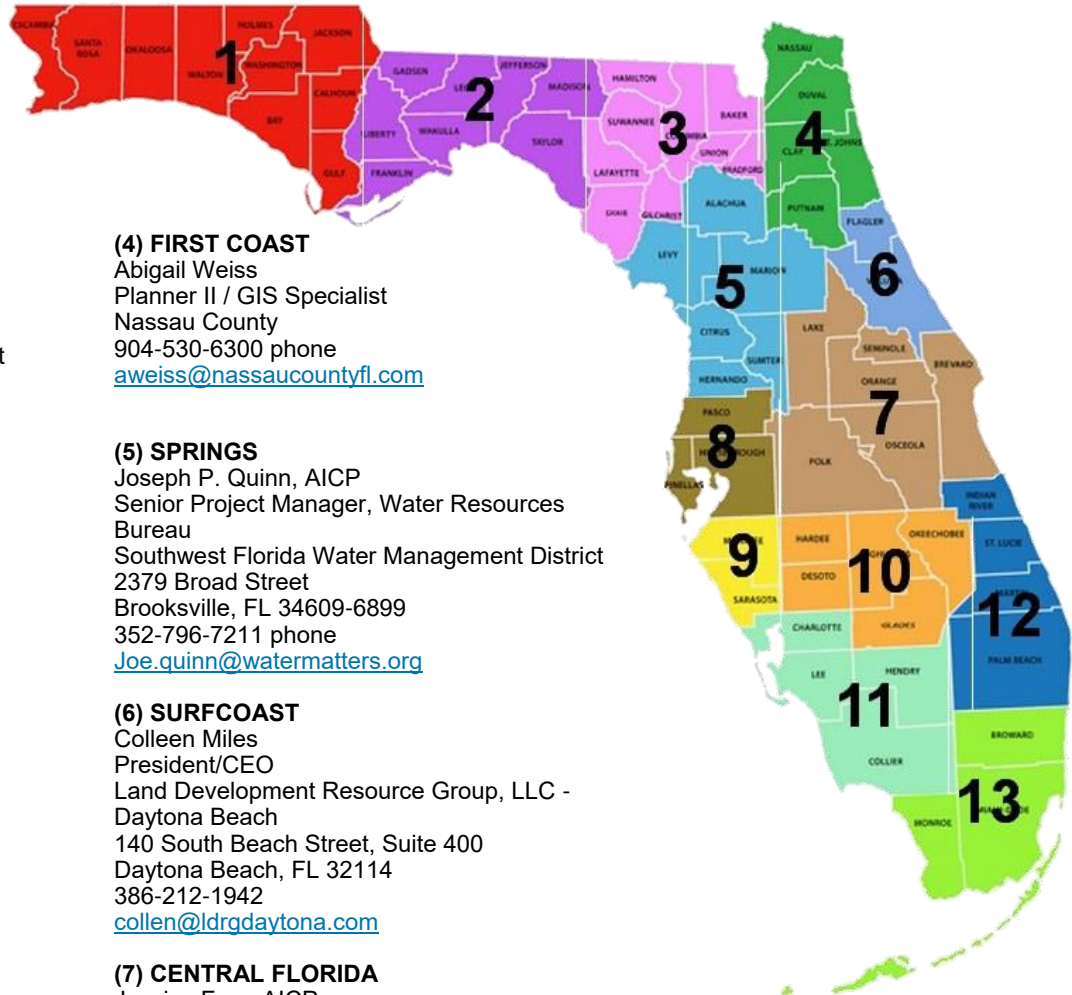 ESCAMBIA
SANTA
ROSA
OKALOOSA
WALTON
HOLMES
WASHINGTON
JACKSON
CALHOUN
BAY
GULF
1
GADSEN
LIBERTY
FRANKLIN
WAKULLA
JEFFERSON
MADISON
TAYLOR
2
HAMILTON
SUWANNEE
LAFAYETTE
DIXIE
GILCHRIST
UNION
BAKER
BRADFORD
3
NASSAU
DUVAL
CLAY
ST. JOHNS
PUTNAM
4
ALACHUA
LEVY
MARION
CITRUS
SUMTER
HERNANDO
5
FLAGLER
6
LAKE
SEMINOLE
ORANGE
BREVARD
OSCEOLA
POLK
7
PASCO
PINELLAS
8
SARASOTA
9
HARDEE
DESOTO
OKEECHOBEE
GLADES
10
CHARLOTTE
LEE
HENDRY
COLLIER
11
INDIAN
RIVER
ST. LUCIE
PALM BEACH
12
BROWARD
MONROE
13
t
(4) FIRST COAST
Abigail Weiss
Planner II / GIS Specialist
Nassau County
904-530-6300 phone
aweiss@nassaucountyfl.com
(5) SPRINGS
Joseph P. Quinn, AICP
Senior Project Manager, Water Resources
Bureau
Southwest Florida Water Management District
2379 Broad Street
Brooksville, FL 34609-6899
352-796-7211 phone
Joe.quinn@watermatters.org
(6) SURFCOAST
Colleen Miles
President/CEO
Land Development Resource Group, LLC -
Daytona Beach
140 South Beach Street, Suite 400
Daytona Beach, FL 32114
386-212-1942
collen@ldrgdaytona.com
(7) CENTRAL FLORIDA